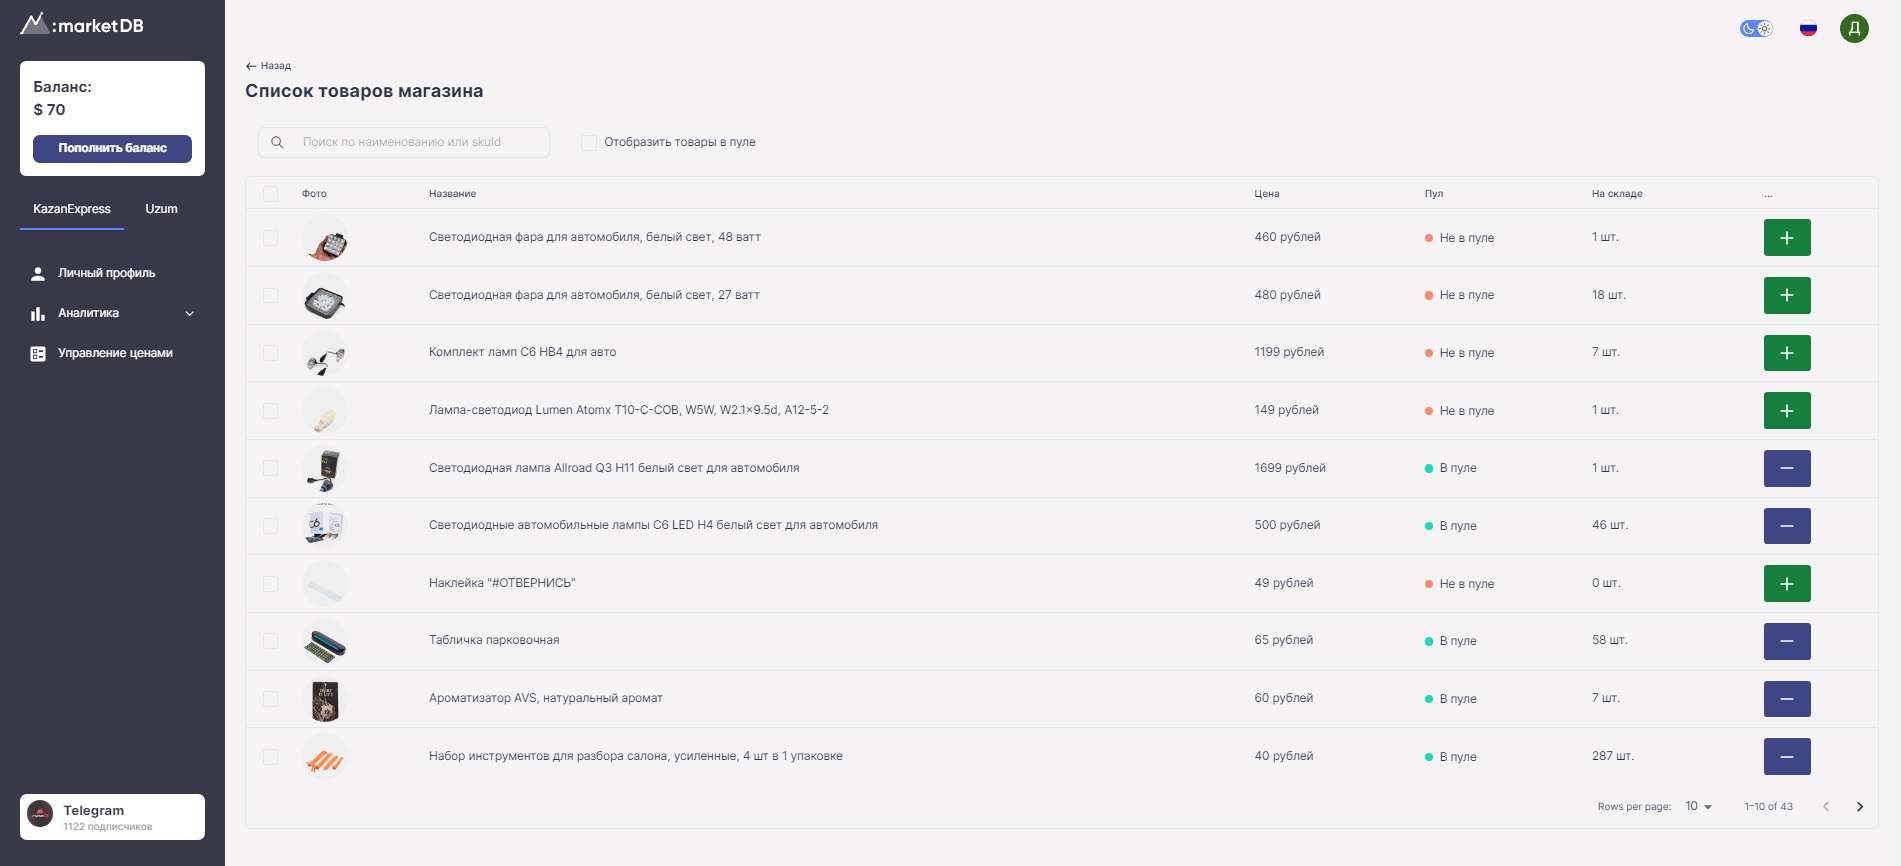 :marketDB
Баланс:
$ 70
Пополнить баланс
KazanExpress Uzum
Личный профиль
Аналитика
Управление ценами
Telegram
1122 подписчиков
Д
Назад
Список товаров магазина
Поиск по наименованию или skuId Отобразить товары в пуле
Фото Название Цена Пул На складе ...
Светодиодная фара для автомобиля, белый свет, 48 ватт 460 рублей Не в пуле 1 шт.
Светодиодная фара для автомобиля, белый свет, 27 ватт 480 рублей Не в пуле 18 шт.
Комплект ламп C6 HB4 для авто 1199 рублей Не в пуле 7 шт.
Лампа-светодиод Lumen Atomx T10-C-COB, W5W, W2.1×9.5d, A12-5-2 149 рублей Не в пуле 1 шт.
Светодиодная лампа Allroad Q3 H11 белый свет для автомобиля 1699 рублей В пуле 1 шт.
Светодиодные автомобильные лампы C6 LED H4 белый свет для автомобиля 500 рублей В пуле 46 шт.
Наклейка "#ОТВЕРНИСЬ" 49 рублей Не в пуле 0 шт.
Табличка парковочная 65 рублей В пуле 58 шт.
Ароматизатор AVS, натуральный аромат 60 рублей В пуле 7 шт.
Набор инструментов для разбора салона, усиленные, 4 шт в 1 упаковке 40 рублей В пуле 287 шт.
Rows per page: 10 1–10 of 43